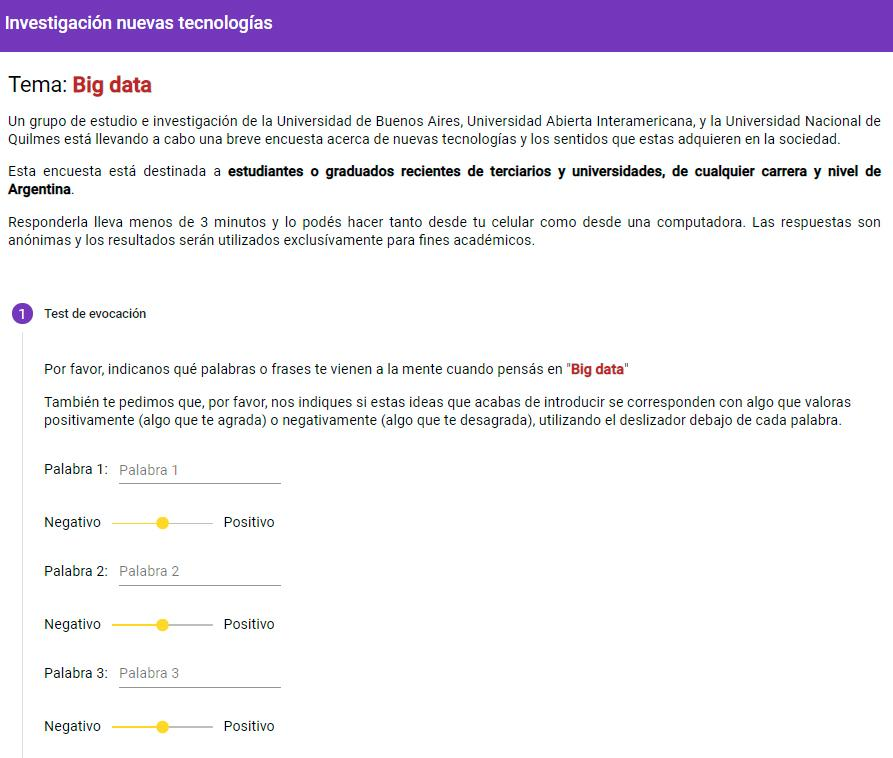 Investigación nuevas tecnologías
Tema: Big data
Un grupo de estudio e investigación de la Universidad de Buenos Aires, Universidad Abierta Interamericana, y la Universidad Nacional de
Quilmes está llevando a cabo una breve encuesta acerca de nuevas tecnologías y los sentidos que estas adquieren en la sociedad.
Esta encuesta está destinada a estudiantes o graduados recientes de terciarios y universidades, de cualquier carrera y nivel de
Argentina.
Responderla lleva menos de 3 minutos y lo podés hacer tanto desde tu celular como desde una computadora. Las respuestas son
anónimas y los resultados serán utilizados exclusívamente para fines académicos.
1 Test de evocación
Por favor, indicanos qué palabras o frases te vienen a la mente cuando pensás en "Big data"
También te pedimos que, por favor, nos indiques si estas ideas que acabas de introducir se corresponden con algo que valoras
positivamente (algo que te agrada) o negativamente (algo que te desagrada), utilizando el deslizador debajo de cada palabra.
Palabra 1: Palabra 1
Negativo Positivo
Palabra 2: Palabra 2
Negativo Positivo
Palabra 3: Palabra 3
Negativo Positivo